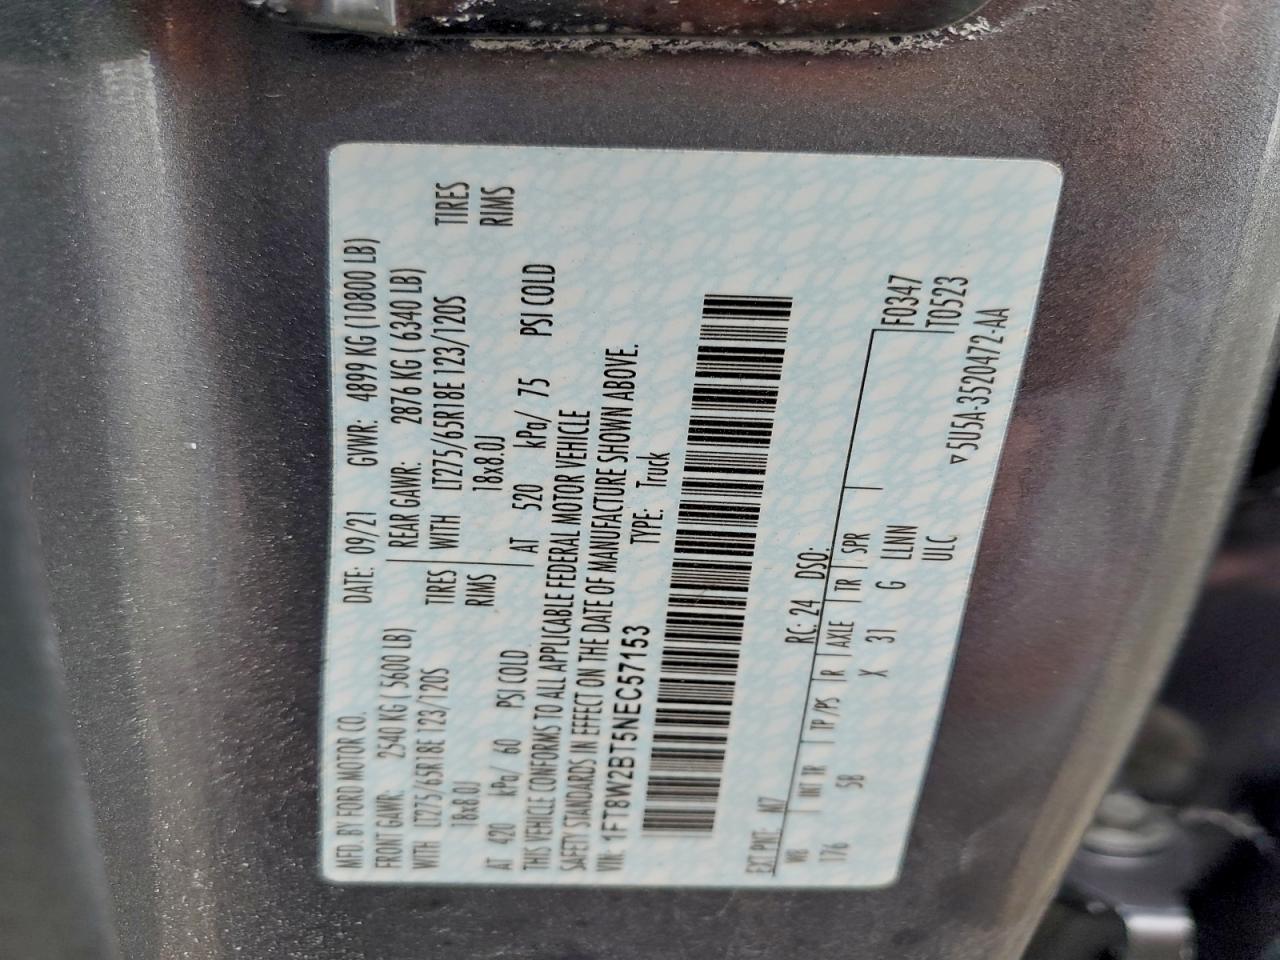 MFD. BY FORD MOTOR CO.
DATE: 09/21 GVWR: 4899 KG (10800 LB)
FRONT GAWR: 2540 KG (5600 LB)
REAR GAWR: 2876 KG (6340 LB)
WITH LT275/65R18E 123/120S TIRES
WITH LT275/65R18E 123/120S TIRES
18x8.0J RIMS
18x8.0J RIMS
AT 420 kPa/ 60 PSI COLD
AT 520 kPa/ 75 PSI COLD
THIS VEHICLE CONFORMS TO ALL APPLICABLE FEDERAL MOTOR VEHICLE
SAFETY STANDARDS IN EFFECT ON THE DATE OF MANUFACTURE SHOWN ABOVE.
VIN: 1FT8W2BT5NEC57153
TYPE: Truck
EXT PNT: M7 RC: 24 DSO:
WB INT TR TP/PS R AXLE TR SPR
176 5B X 31 G LLNN
ULC
F0347
T0523
▽5U5A-3520472-AA